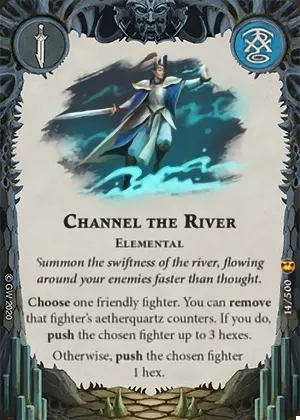 CHANNEL THE RIVER
ELEMENTAL
Summon the swiftness of the river, flowing
around your enemies faster than thought.
Choose one friendly fighter. You can remove
that fighter's aetherquartz counters. If you do,
push the chosen fighter up to 3 hexes.
Otherwise, push the chosen fighter
1 hex.
© GW 2020
14/500